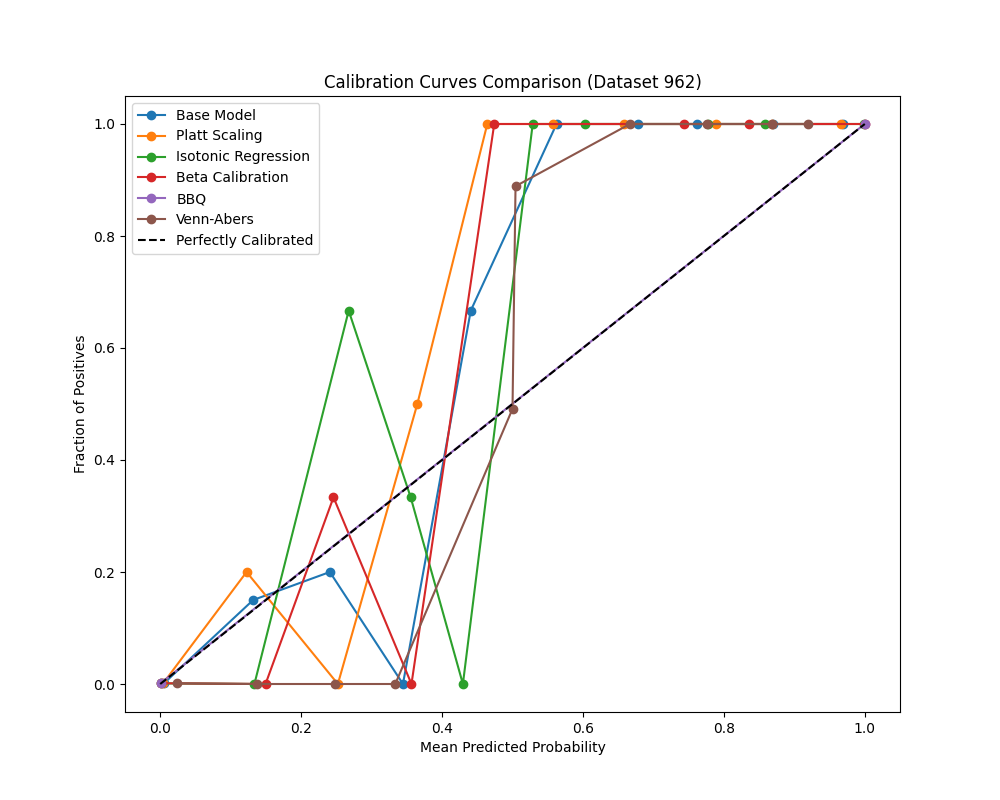 Calibration Curves Comparison (Dataset 962)
Base Model
Platt Scaling
Isotonic Regression
Beta Calibration
BBQ
Venn-Abers
Perfectly Calibrated
Fraction of Positives
1.0
0.8
0.6
0.4
0.2
0.0
0.0 0.2 0.4 0.6 0.8 1.0
Mean Predicted Probability